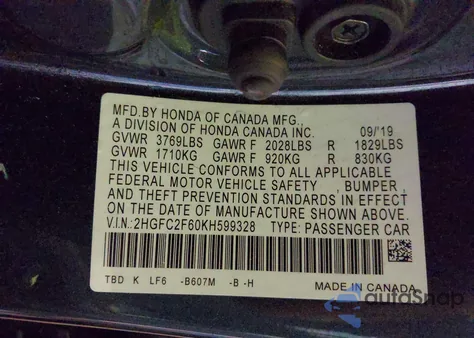 MFD.BY HONDA OF CANADA MFG.,
A DIVISION OF HONDA CANADA INC. 09/'19
GVWR 3769LBS GAWR F 2028LBS R 1829LBS
GVWR 1710KG GAWR F 920KG R 830KG
THIS VEHICLE CONFORMS TO ALL APPLICABLE
FEDERAL MOTOR VEHICLE SAFETY , BUMPER ,
AND THEFT PREVENTION STANDARDS IN EFFECT
ON THE DATE OF MANUFACTURE SHOWN ABOVE.
V.I.N.:2HGFC2F60KH599328 TYPE: PASSENGER CAR
TBD K LF6 -B607M -B -H MADE IN CANADA
autoSnap